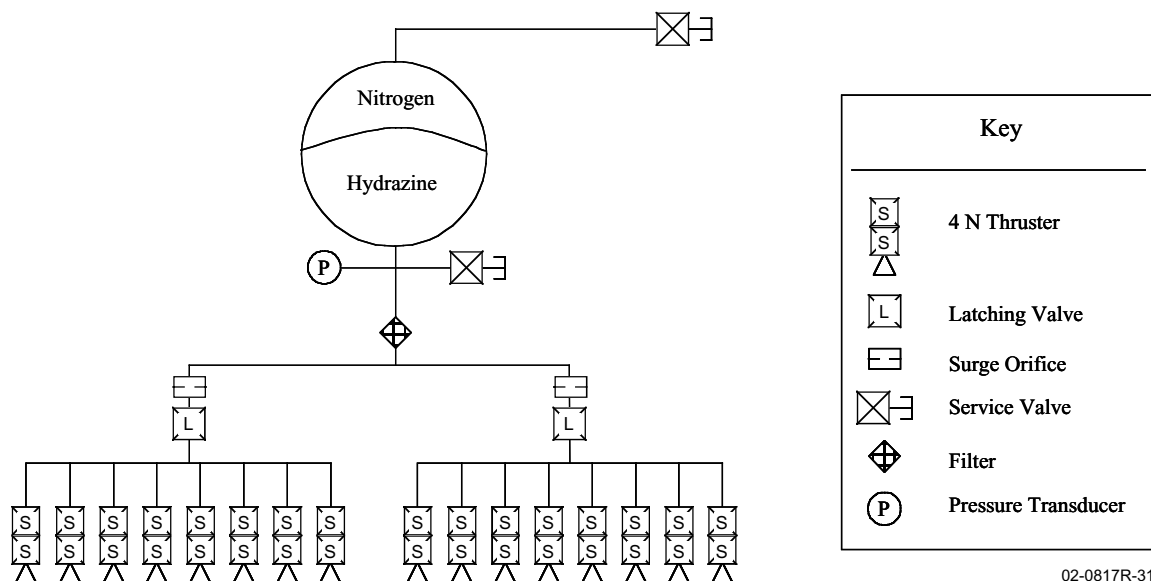 Nitrogen
Hydrazine
P
L L
S S S S S S S S S S S S S S S S
S S S S S S S S S S S S S S S S
Key
S
S
4 N Thruster
L
Latching Valve
Surge Orifice
Service Valve
Filter
P
Pressure Transducer
02-0817R-31